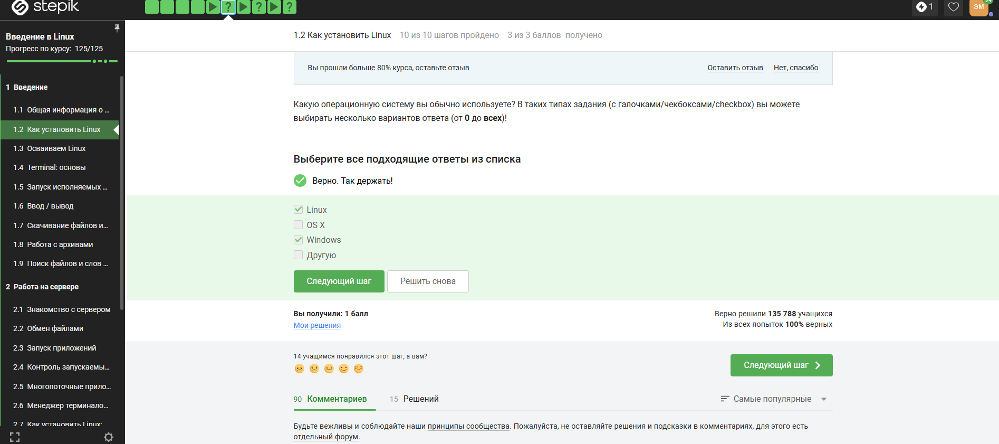 stepik
? ? ?
1
ЭМ
24
Введение в Linux
Прогресс по курсу: 125/125
1 Введение
1.1 Общая информация о ...
1.2 Как установить Linux
1.3 Осваиваем Linux
1.4 Terminal: основы
1.5 Запуск исполняемых ...
1.6 Ввод / вывод
1.7 Скачивание файлов и...
1.8 Работа с архивами
1.9 Поиск файлов и слов ...
2 Работа на сервере
2.1 Знакомство с сервером
2.2 Обмен файлами
2.3 Запуск приложений
2.4 Контроль запускаемы...
2.5 Многопоточные прило...
2.6 Менеджер терминало...
2.7 Как установить Linux:
1.2 Как установить Linux 10 из 10 шагов пройдено 3 из 3 баллов получено
Вы прошли больше 80% курса, оставьте отзыв Оставить отзыв Нет, спасибо
Какую операционную систему вы обычно используете? В таких типах задания (с галочками/чекбоксами/checkbox) вы можете
выбирать несколько вариантов ответа (от 0 до всех)!
Выберите все подходящие ответы из списка
Верно. Так держать!
Linux
OS X
Windows
Другую
Следующий шаг Решить снова
Вы получили: 1 балл
Мои решения
Верно решили 135 788 учащихся
Из всех попыток 100% верных
14 учащимся понравился этот шаг, а вам?
Следующий шаг
90 Комментариев 15 Решений Самые популярные
Будьте вежливы и соблюдайте наши принципы сообщества. Пожалуйста, не оставляйте решения и подсказки в комментариях, для этого есть
отдельный форум.